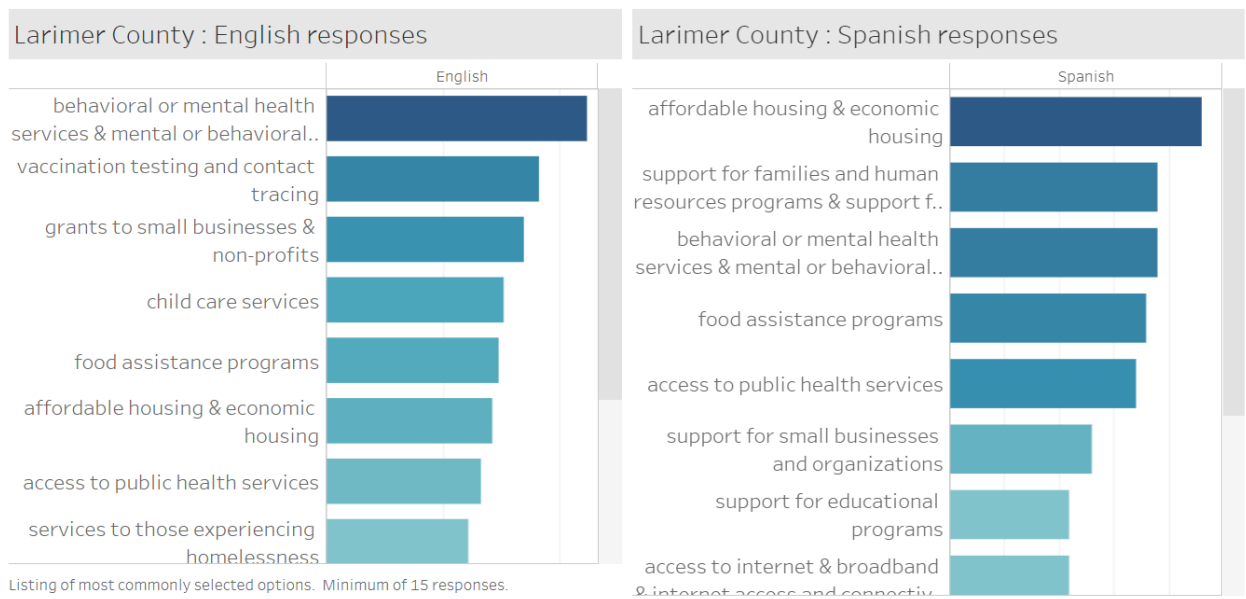 Larimer County : English responses
English
behavioral or mental health
services & mental or behavioral..
vaccination testing and contact
tracing
grants to small businesses &
non-profits
child care services
food assistance programs
affordable housing & economic
housing
access to public health services
services to those experiencing
homelessness
Listing of most commonly selected options.  Minimum of 15 responses.
Larimer County : Spanish responses
Spanish
affordable housing & economic
housing
support for families and human
resources programs & support f..
behavioral or mental health
services & mental or behavioral..
food assistance programs
access to public health services
support for small businesses
and organizations
support for educational
programs
access to internet & broadband
& internet access and connectiv..